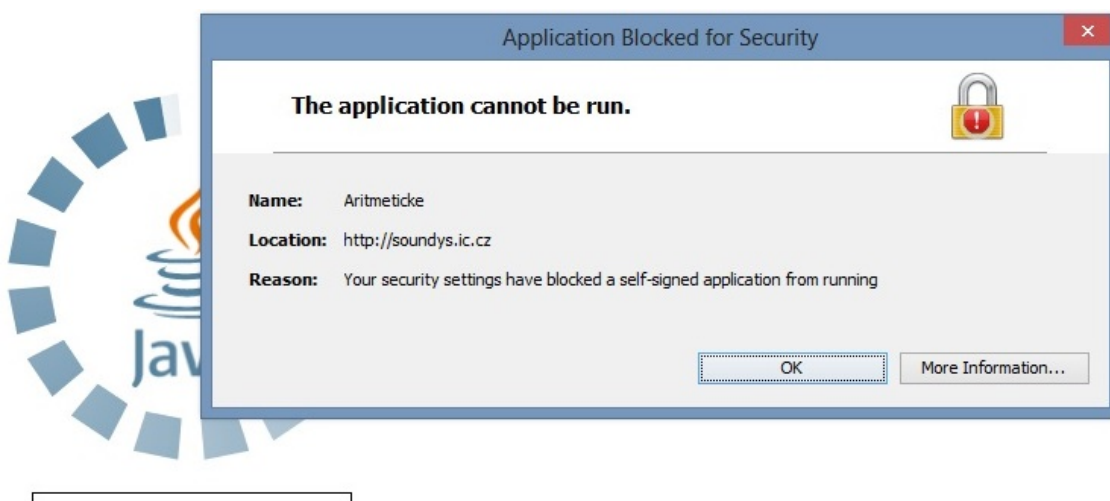 Application Blocked for Security
The application cannot be run.
Name: Aritmeticke
Location: http://soundys.ic.cz
Reason: Your security settings have blocked a self-signed application from running
Jav
OK More Information...